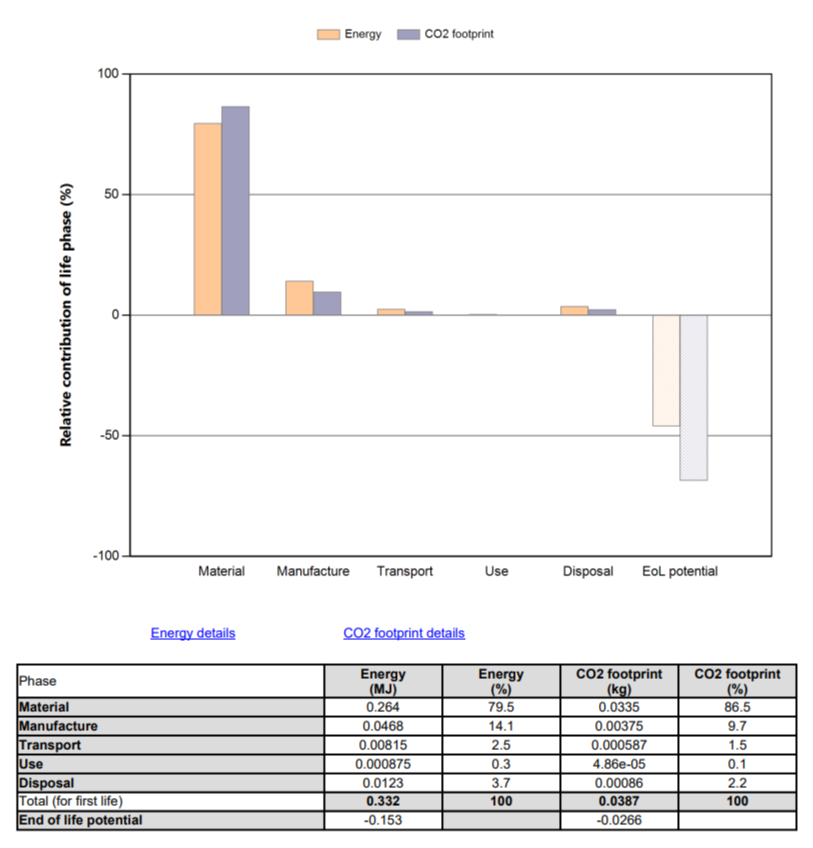 Energy CO2 footprint
Relative contribution of life phase (%)
100
50
0
-50
-100
Material Manufacture Transport Use Disposal EoL potential
Energy details CO2 footprint details
Phase Energy (MJ) Energy (%) CO2 footprint (kg) CO2 footprint (%)
Material 0.264 79.5 0.0335 86.5
Manufacture 0.0468 14.1 0.00375 9.7
Transport 0.00815 2.5 0.000587 1.5
Use 0.000875 0.3 4.86e-05 0.1
Disposal 0.0123 3.7 0.00086 2.2
Total (for first life) 0.332 100 0.0387 100
End of life potential -0.153 -0.0266